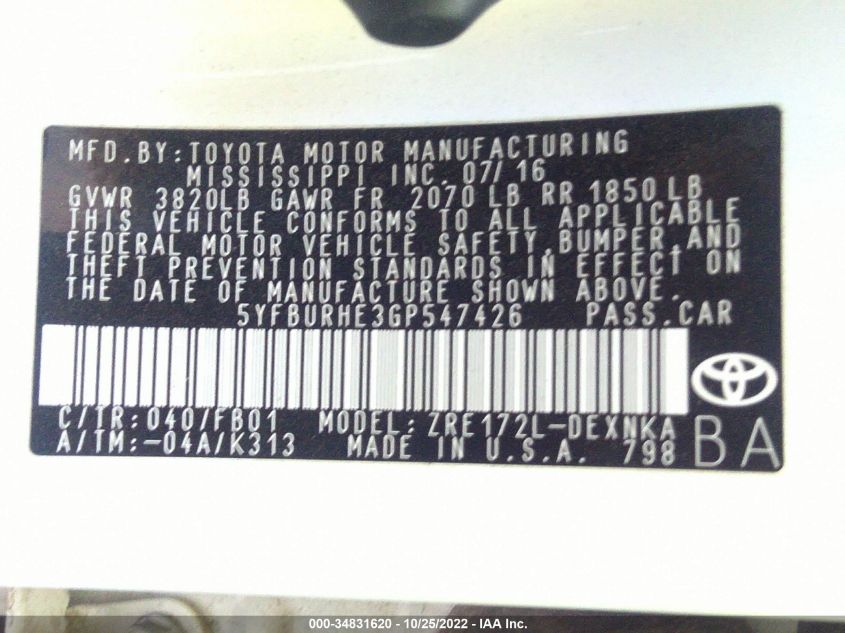 MFD.BY:TOYOTA MOTOR MANUFACTURING
MISSISSIPPI INC. 07/16
GVWR 3820LB GAWR FR 2070 LB RR 1850 LB
THIS VEHICLE CONFORMS TO ALL APPLICABLE
FEDERAL MOTOR VEHICLE SAFETY,BUMPER,AND
THEFT PREVENTION STANDARDS IN EFFECT ON
THE DATE OF MANUFACTURE SHOWN ABOVE.
5YFBURHE3GP547426 PASS.CAR
C/TR:040/FB01 MODEL:ZRE172L-DEXNKA
A/TM:-04A/K313 MADE IN U.S.A. 798 BA
000-34831620 - 10/25/2022 - IAA Inc.